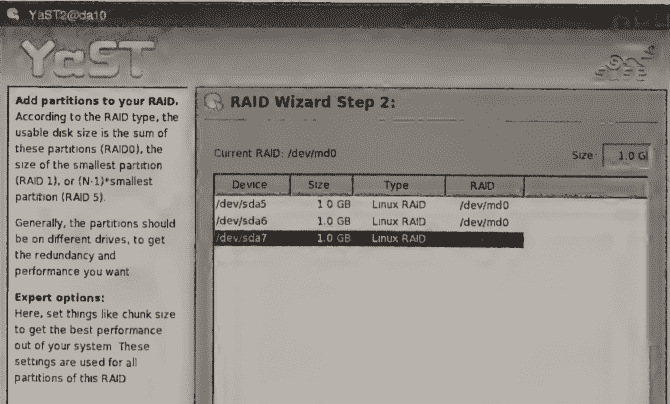 YaST2@da10
YaST
SUSE
Add partitions to your RAID.
According to the RAID type, the
usable disk size is the sum of
these partitions (RAID0), the
size of the smallest partition
(RAID 1), or (N-1)*smallest
partition (RAID 5).
Generally, the partitions should
be on different drives, to get
the redundancy and
performance you want
Expert options:
Here, set things like chunk size
to get the best performance
out of your system These
settings are used for all
partitions of this RAID
RAID Wizard Step 2:
Current RAID: /dev/md0 Size: 1.0 G
Device Size Type RAID
/dev/sda5 1 0 GB Linux RAID /dev/md0
/dev/sda6 1.0 GB Linux RAID /dev/md0
/dev/sda7 1.0 GB Linux RAID